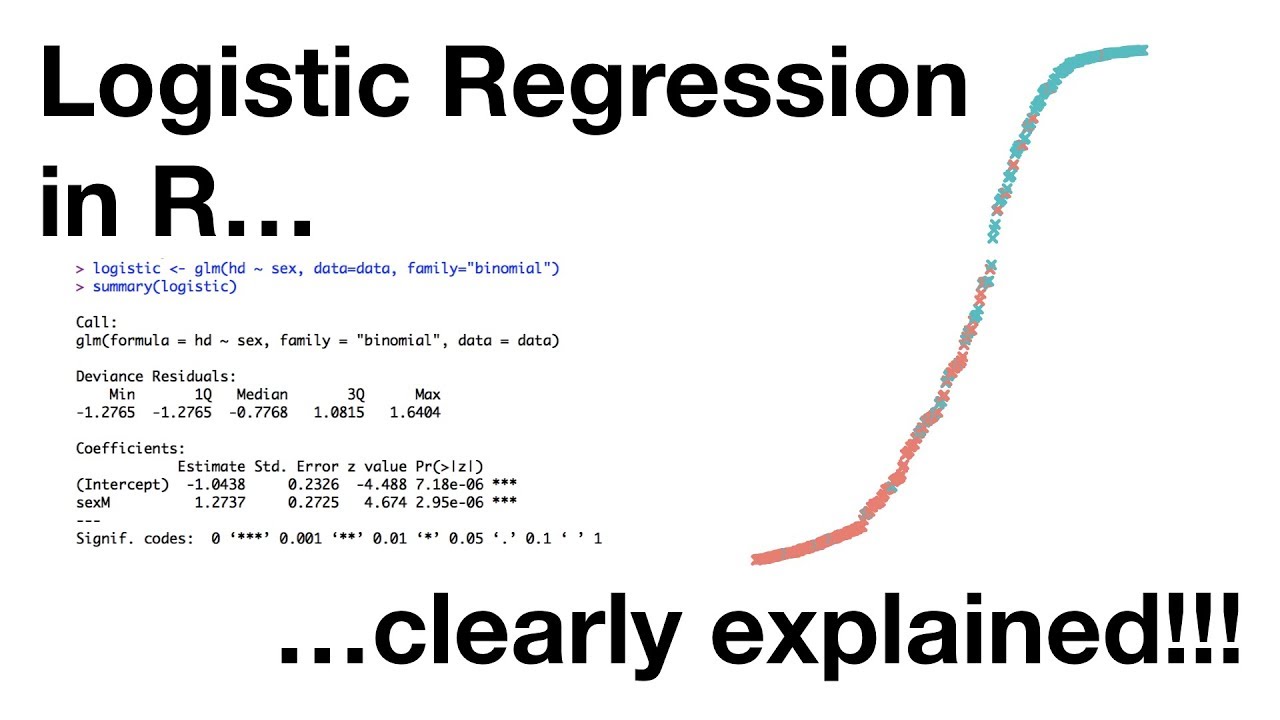 Logistic Regression
in R…
> logistic <- glm(hd ~ sex, data=data, family="binomial")
> summary(logistic)
Call:
glm(formula = hd ~ sex, family = "binomial", data = data)
Deviance Residuals:
Min 1Q Median 3Q Max
-1.2765 -1.2765 -0.7768 1.0815 1.6404
Coefficients:
Estimate Std. Error z value Pr(>|z|)
(Intercept) -1.0438 0.2326 -4.488 7.18e-06 ***
sexM 1.2737 0.2725 4.674 2.95e-06 ***
---
Signif. codes: 0 ‘***’ 0.001 ‘**’ 0.01 ‘*’ 0.05 ‘.’ 0.1 ‘ ’ 1
…clearly explained!!!